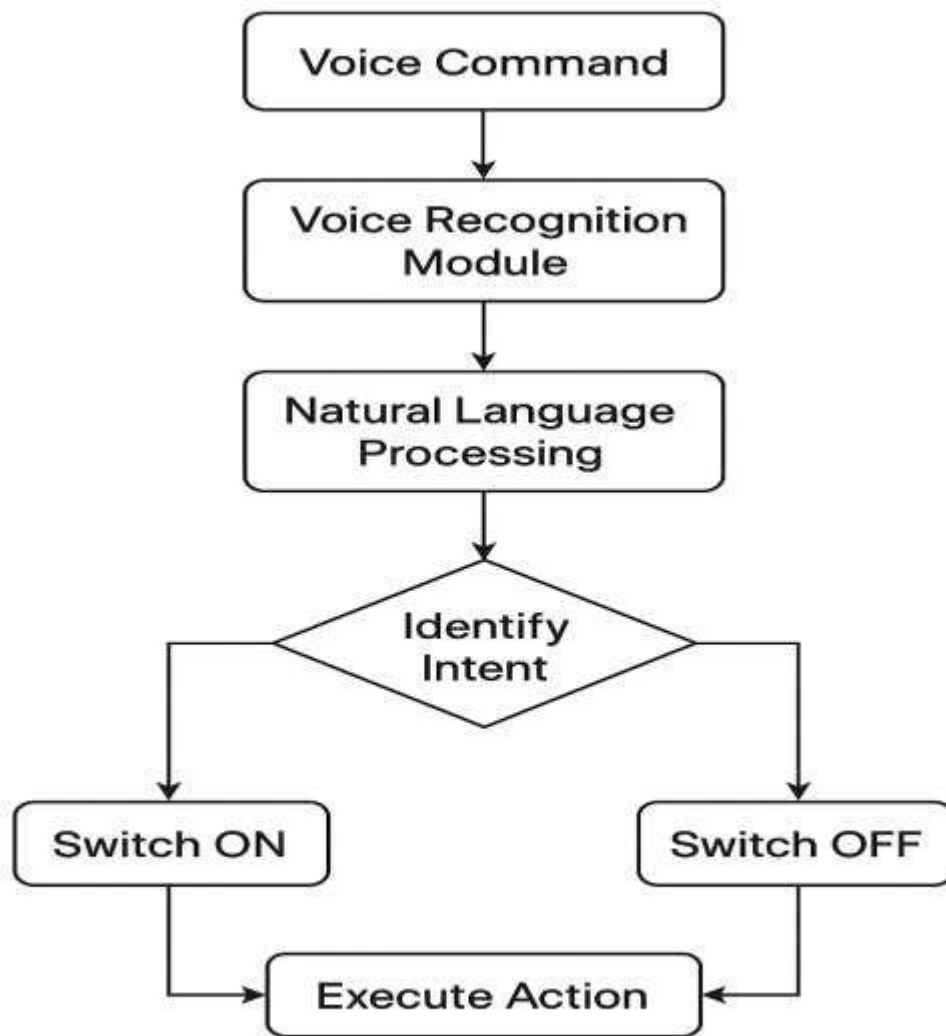 Voice Command
Voice Recognition
Module
Natural Language
Processing
Identify
Intent
Switch ON
Switch OFF
Execute Action